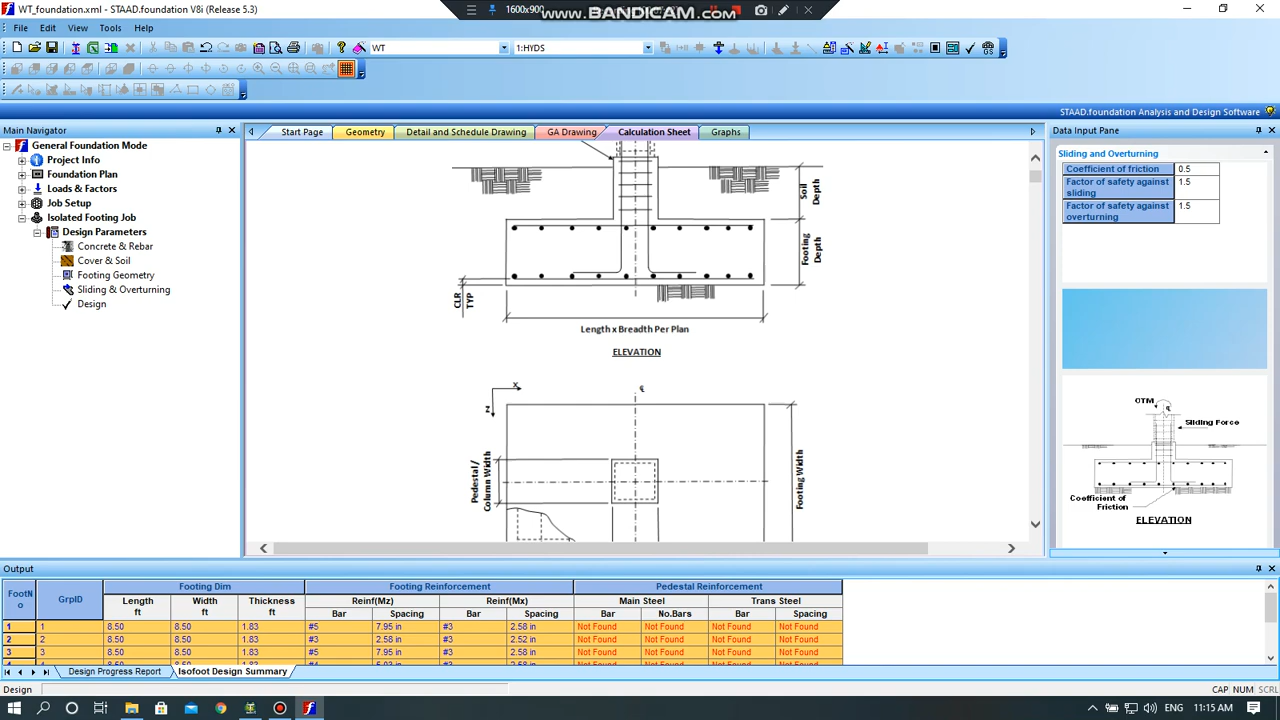 WT_foundation.xml - STAAD.foundation V8i (Release 5.3)
1600x900
www.BANDICAM.com
File Edit View Tools Help
WT
1:HYDS
STAAD.foundation Analysis and Design Software
Main Navigator
General Foundation Mode
Project Info
Foundation Plan
Loads & Factors
Job Setup
Isolated Footing Job
Design Parameters
Concrete & Rebar
Cover & Soil
Footing Geometry
Sliding & Overturning
Design
Start Page
Geometry
Detail and Schedule Drawing
GA Drawing
Calculation Sheet
Graphs
Soil Depth
Footing Depth
CLR TYP
Length x Breadth Per Plan
ELEVATION
X
Z
Pedestal/ Column Width
Footing Width
Data Input Pane
Sliding and Overturning
Coefficient of friction 0.5
Factor of safety against sliding 1.5
Factor of safety against overturning 1.5
OTM
Sliding Force
Coefficient of Friction
ELEVATION
Output
FootNo GrpID Footing Dim Footing Reinforcement Pedestal Reinforcement
Length ft Width ft Thickness ft Reinf(Mz) Reinf(Mx) Main Steel Trans Steel
Bar Spacing Bar Spacing Bar No.Bars Bar Spacing
1 1 8.50 8.50 1.83 #5 7.95 in #3 2.58 in Not Found Not Found Not Found Not Found
2 2 8.50 8.50 1.83 #3 2.58 in #3 2.52 in Not Found Not Found Not Found Not Found
3 3 8.50 8.50 1.83 #5 7.95 in #3 2.58 in Not Found Not Found Not Found Not Found
Design Progress Report
Isofoot Design Summary
Design
CAP NUM SCRL
11:15 AM